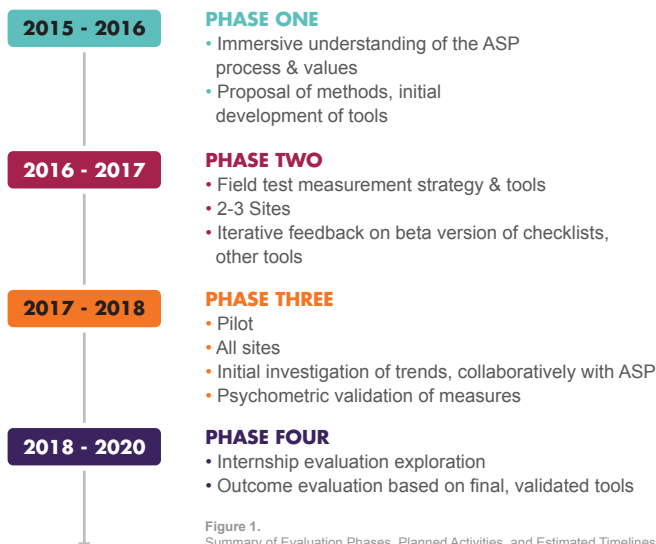 2015 - 2016
PHASE ONE
• Immersive understanding of the ASP
process & values
• Proposal of methods, initial
development of tools
2016 - 2017
PHASE TWO
• Field test measurement strategy & tools
• 2-3 Sites
• Iterative feedback on beta version of checklists,
other tools
2017 - 2018
PHASE THREE
• Pilot
• All sites
• Initial investigation of trends, collaboratively with ASP
• Psychometric validation of measures
2018 - 2020
PHASE FOUR
• Internship evaluation exploration
• Outcome evaluation based on final, validated tools
Figure 1.
Summary of Evaluation Phases, Planned Activities, and Estimated Timelines